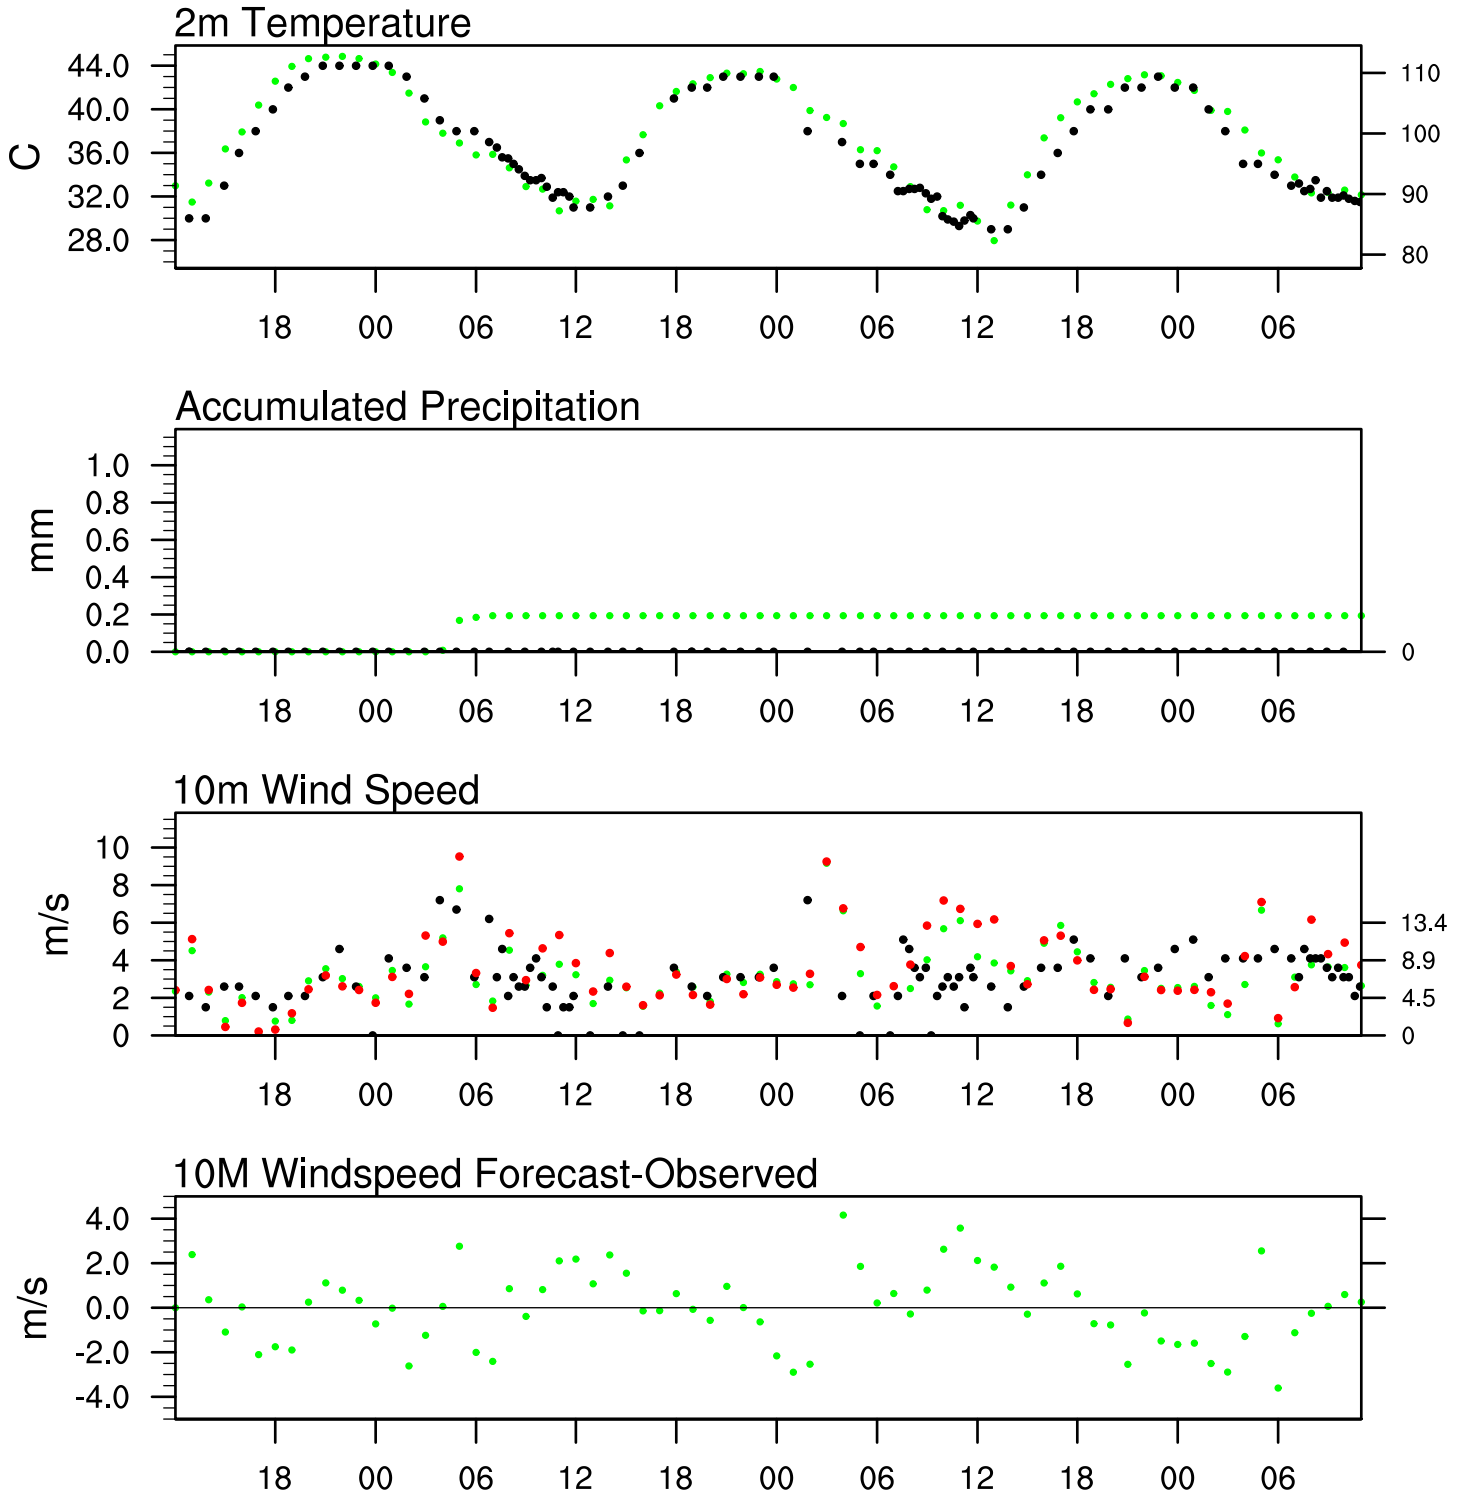 2m Temperature
C
44.0
40.0
36.0
32.0
28.0
110
100
90
80
18 00 06 12 18 00 06 12 18 00 06
Accumulated Precipitation
mm
1.0
0.8
0.6
0.4
0.2
0.0
0
18 00 06 12 18 00 06 12 18 00 06
10m Wind Speed
m/s
10
8
6
4
2
0
13.4
8.9
4.5
0
18 00 06 12 18 00 06 12 18 00 06
10M Windspeed Forecast-Observed
m/s
4.0
2.0
0.0
-2.0
-4.0
18 00 06 12 18 00 06 12 18 00 06